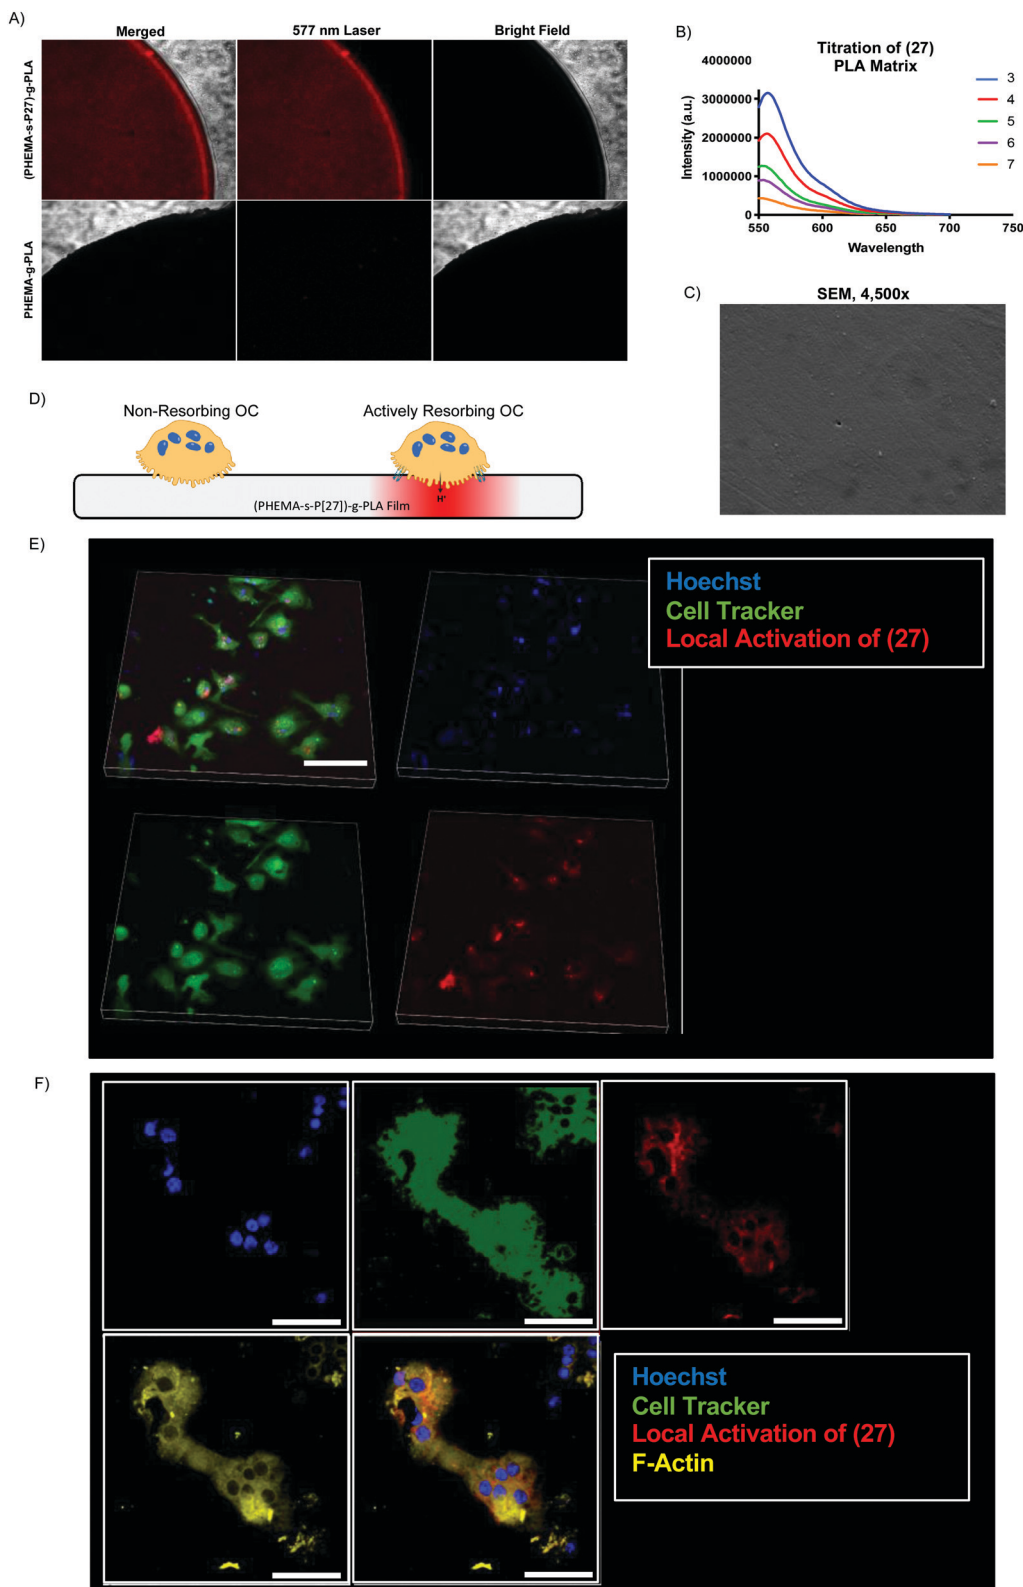 A)
Merged
577 nm Laser
Bright Field
(PHEMA-s-P27)-g-PLA
PHEMA-g-PLA
B)
Titration of (27)
PLA Matrix
4000000
3000000
2000000
1000000
0
Intensity (a.u.)
550
600
650
700
750
Wavelength
3
4
5
6
7
C)
SEM, 4,500x
D)
Non-Resorbing OC
Actively Resorbing OC
H⁺
(PHEMA-s-P[27])-g-PLA Film
E)
Hoechst
Cell Tracker
Local Activation of (27)
F)
Hoechst
Cell Tracker
Local Activation of (27)
F-Actin